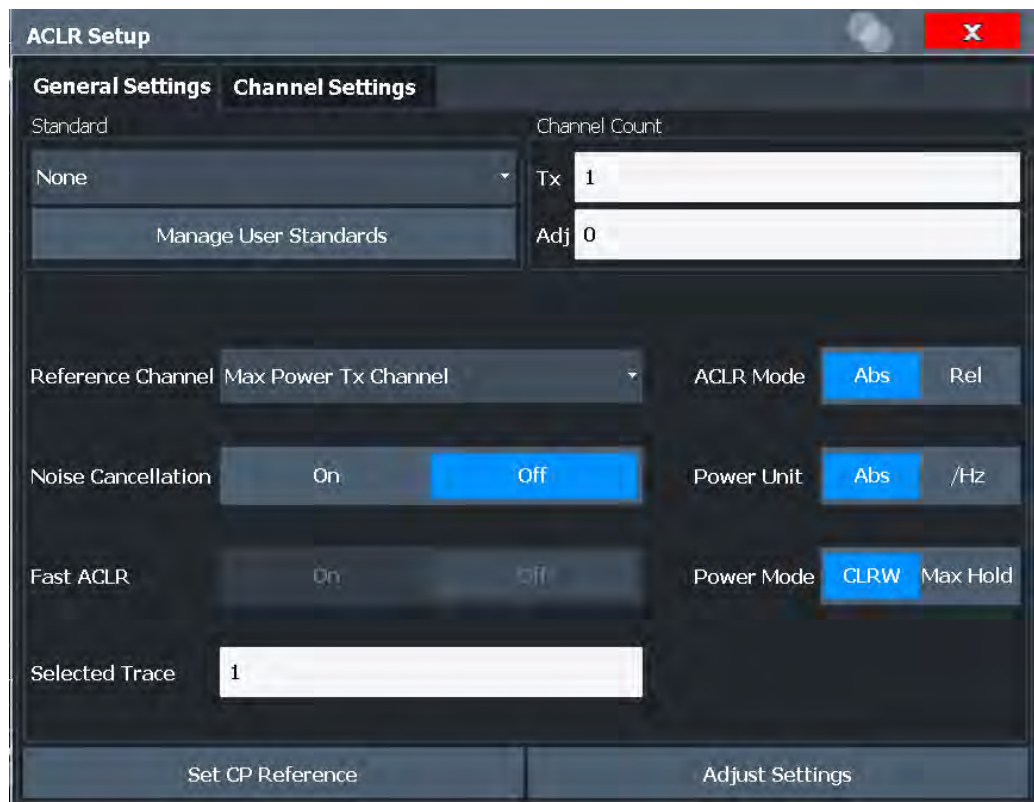 ACLR Setup
X
General Settings Channel Settings
Standard
Channel Count
None
Tx 1
Manage User Standards
Adj 0
Reference Channel Max Power Tx Channel
ACLR Mode Abs Rel
Noise Cancellation On Off
Power Unit Abs /Hz
Fast ACLR On Off
Power Mode CLRW Max Hold
Selected Trace 1
Set CP Reference
Adjust Settings